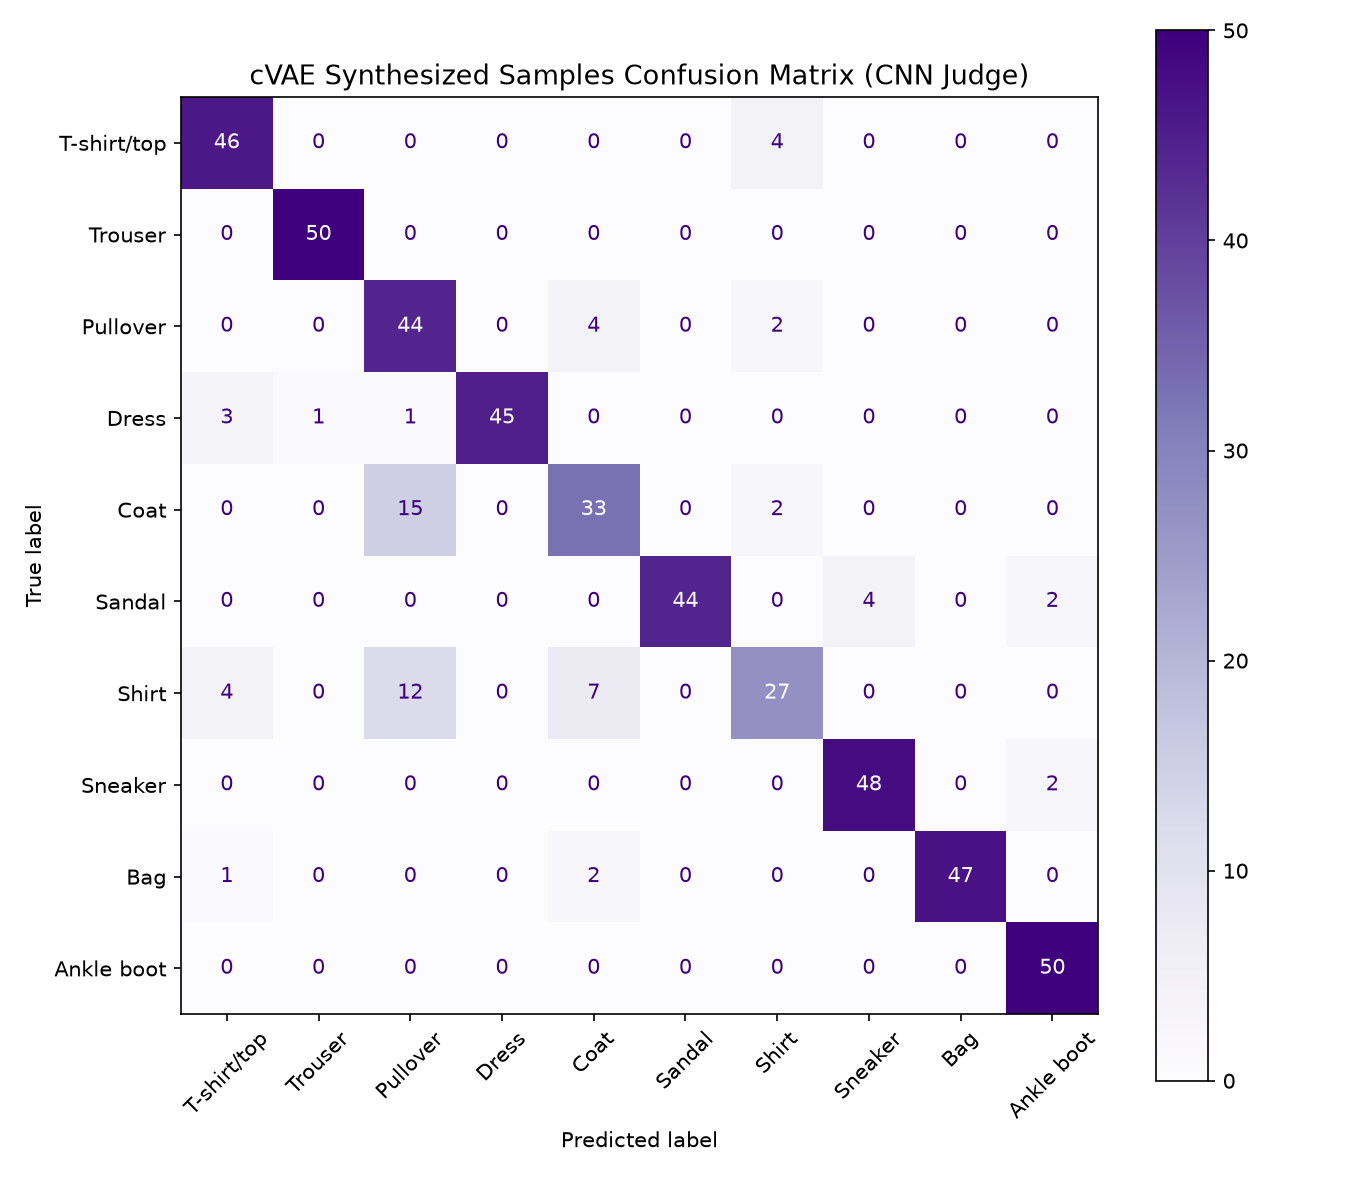 cVAE Synthesized Samples Confusion Matrix (CNN Judge)
T-shirt/top 46 0 0 0 0 0 4 0 0 0
Trouser 0 50 0 0 0 0 0 0 0 0
Pullover 0 0 44 0 4 0 2 0 0 0
Dress 3 1 1 45 0 0 0 0 0 0
Coat 0 0 15 0 33 0 2 0 0 0
Sandal 0 0 0 0 0 44 0 4 0 2
Shirt 4 0 12 0 7 0 27 0 0 0
Sneaker 0 0 0 0 0 0 0 48 0 2
Bag 1 0 0 0 2 0 0 0 47 0
Ankle boot 0 0 0 0 0 0 0 0 0 50
T-shirt/top Trouser Pullover Dress Coat Sandal Shirt Sneaker Bag Ankle boot
Predicted label
True label
50
40
30
20
10
0